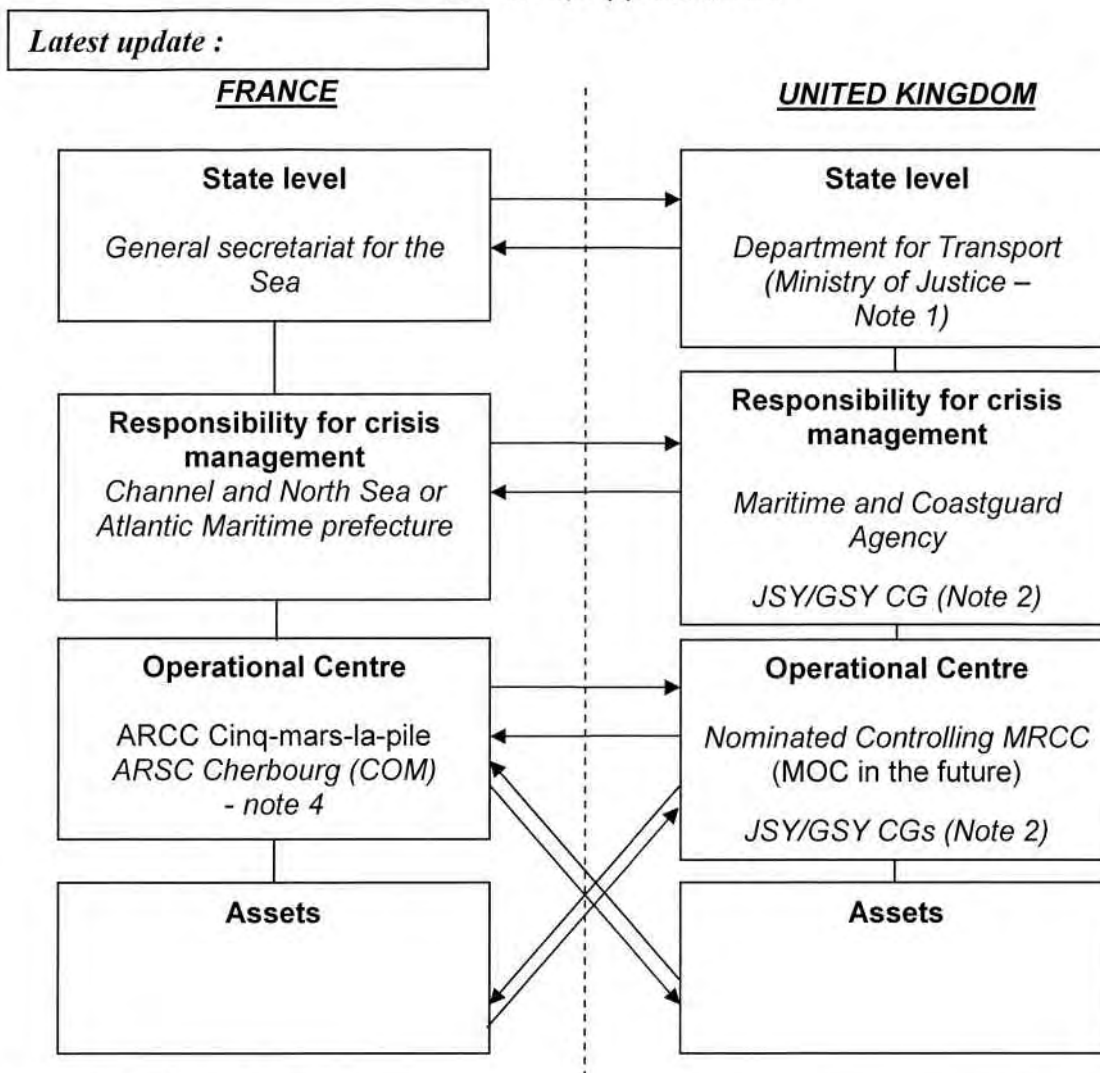 Latest update :
FRANCE
UNITED KINGDOM
State level
General secretariat for the
Sea
State level
Department for Transport
(Ministry of Justice –
Note 1)
Responsibility for crisis
management
Channel and North Sea or
Atlantic Maritime prefecture
Responsibility for crisis
management
Maritime and Coastguard
Agency
JSY/GSY CG (Note 2)
Operational Centre
ARCC Cinq-mars-la-pile
ARSC Cherbourg (COM)
- note 4
Operational Centre
Nominated Controlling MRCC
(MOC in the future)
JSY/GSY CGs (Note 2)
Assets
Assets